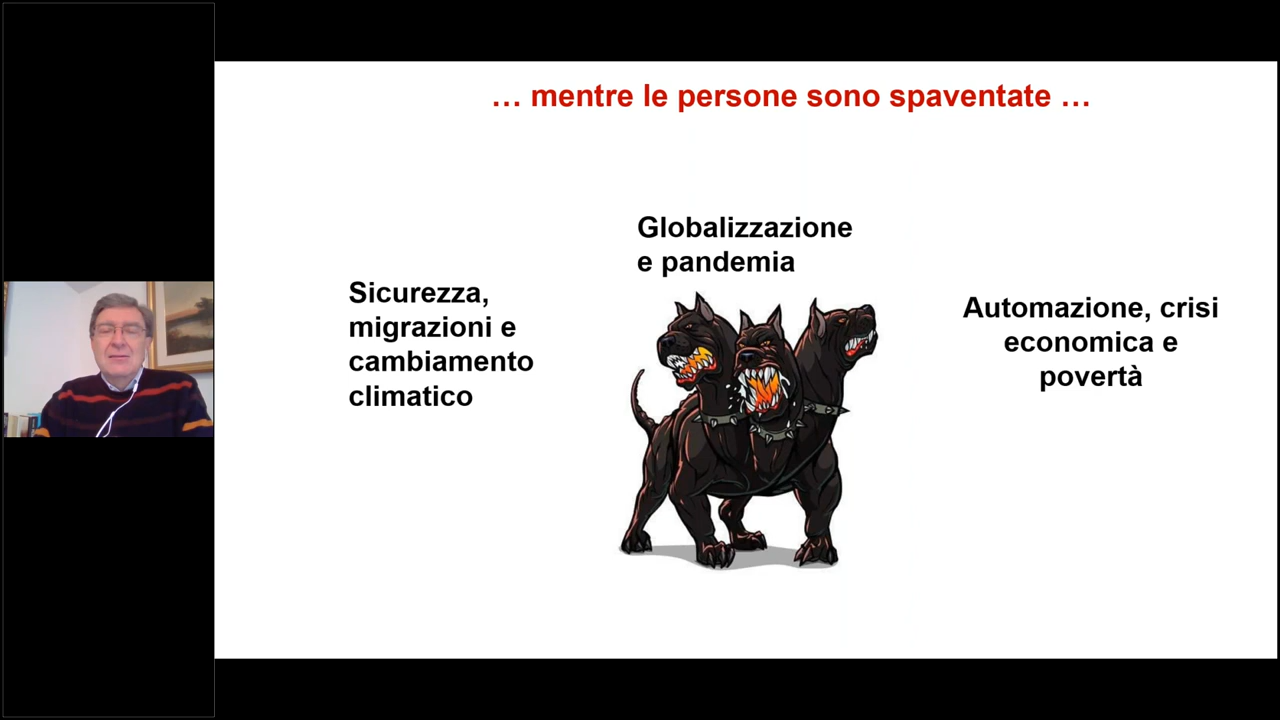 … mentre le persone sono spaventate …
Globalizzazione
e pandemia
Sicurezza,
migrazioni e
cambiamento
climatico
Automazione, crisi
economica e
povertà